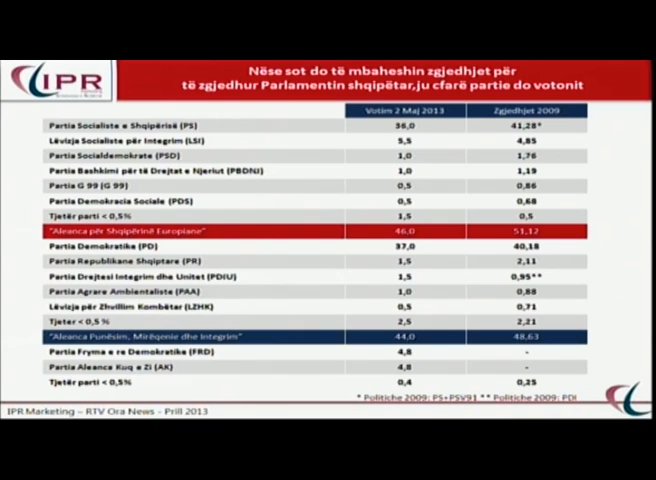 IPR
Nëse sot do të mbaheshin zgjedhjet për
të zgjedhur Parlamentin shqipëtar,ju cfarë partie do votonit
Votim 2 Maj 2013 Zgjedhjet 2009
Partia Socialiste e Shqipërisë (PS) 36,0 41,28*
Lëvizja Socialiste për Integrim (LSI) 5,5 4,85
Partia Socialdemokrate (PSD) 1,0 1,76
Partia Bashkimi për të Drejtat e Njeriut (PBDNJ) 1,0 1,19
Partia G 99 (G 99) 0,5 0,86
Partia Demokracia Sociale (PDS) 0,5 0,68
Tjetër parti < 0,5% 1,5 0,5
"Aleanca për Shqipërinë Europiane" 46,0 51,12
Partia Demokratike (PD) 37,0 40,18
Partia Republikane Shqiptare (PR) 1,5 2,11
Partia Drejtesi Integrim dhe Unitet (PDIU) 1,5 0,95**
Partia Agrare Ambientaliste (PAA) 1,0 0,88
Lëvizja për Zhvillim Kombëtar (LZHK) 0,5 0,71
Tjeter < 0,5 % 2,5 2,21
"Aleanca Punësim, Mirëqenie dhe Integrim" 44,0 48,63
Partia Fryma e re Demokratike (FRD) 4,8 -
Partia Aleanca Kuq e Zi (AK) 4,8 -
Tjetër parti < 0,5% 0,4 0,25
* Politiche 2009: PS+PSV91 ** Politiche 2009: PDI
IPR Marketing – RTV Ora News - Prill 2013